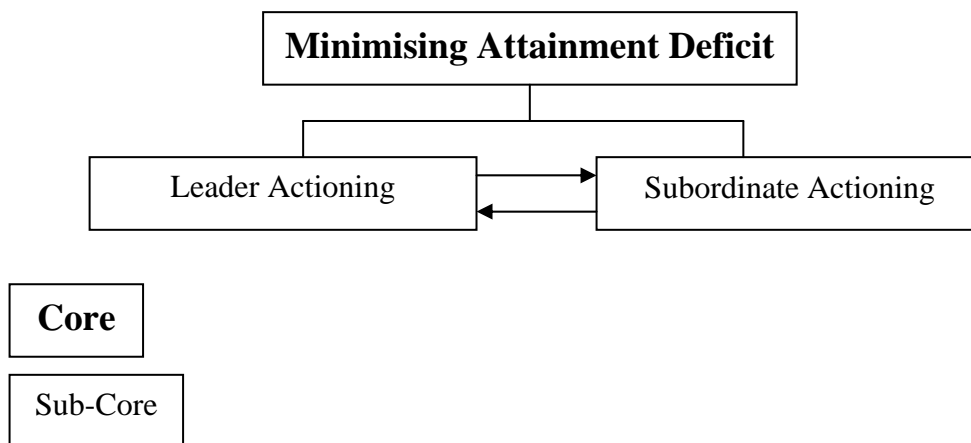 Minimising Attainment Deficit
Leader Actioning
Subordinate Actioning
Core
Sub-Core